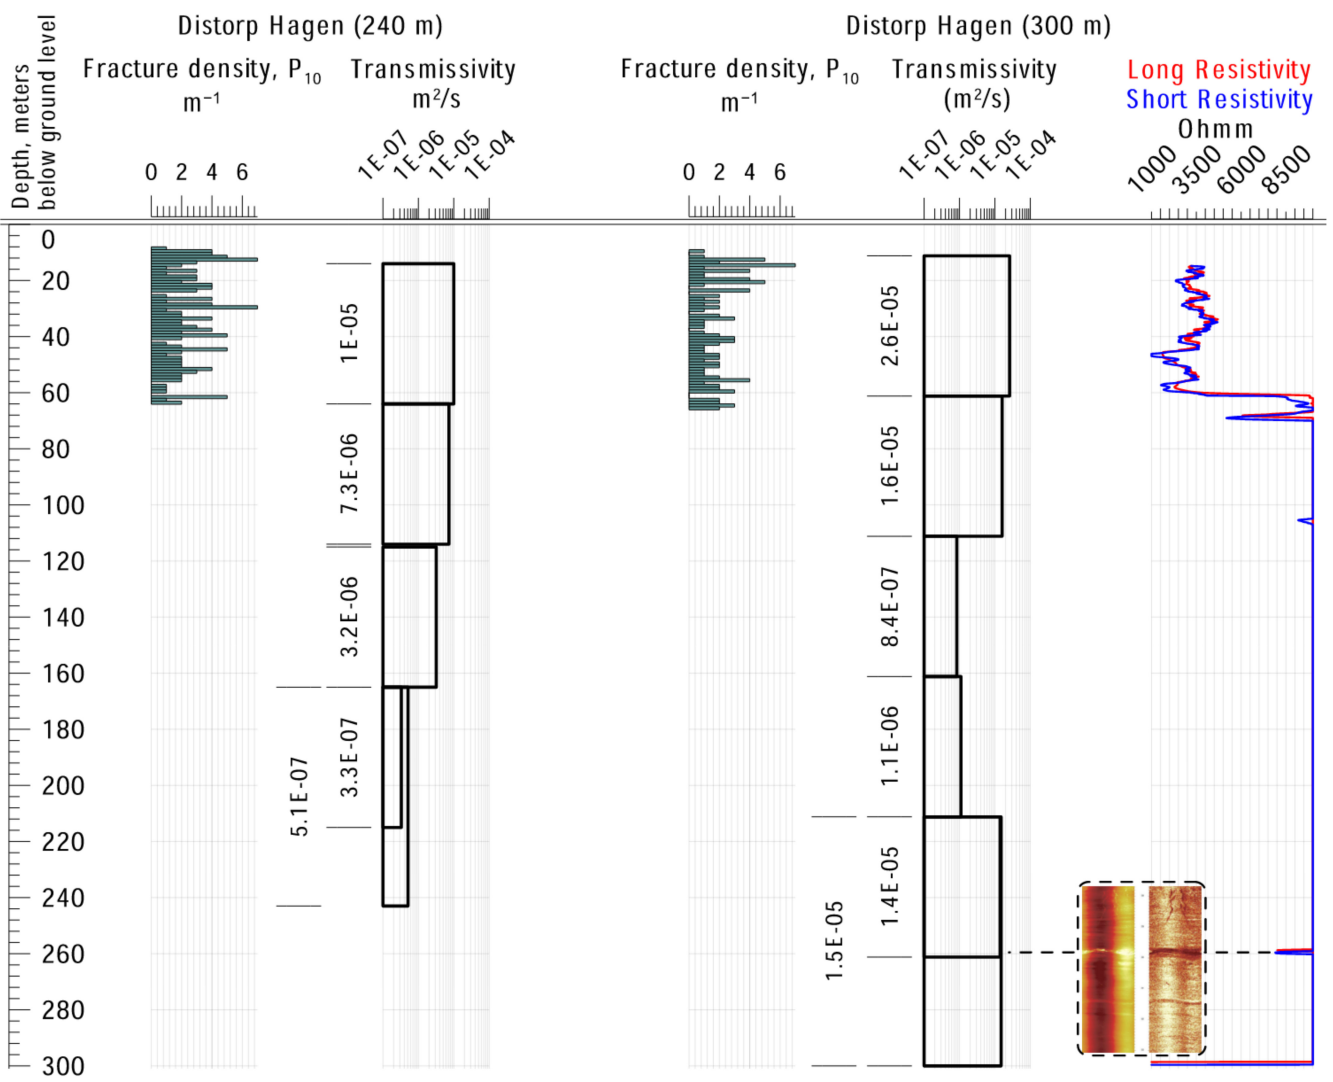 Distorp Hagen (240 m)
Distorp Hagen (300 m)
Depth, meters
below ground level
Fracture density, P10
m⁻¹
Transmissivity
m²/s
Fracture density, P10
m⁻¹
Transmissivity
(m²/s)
Long Resistivity
Short Resistivity
Ohmm
0 2 4 6
1E-07 1E-06 1E-05 1E-04
0 2 4 6
1E-07 1E-06 1E-05 1E-04
1000 3500 6000 8500
0
20
40
60
80
100
120
140
160
180
200
220
240
260
280
300
1E-05
7.3E-06
3.2E-06
3.3E-07
5.1E-07
2.6E-05
1.6E-05
8.4E-07
1.1E-06
1.4E-05
1.5E-05